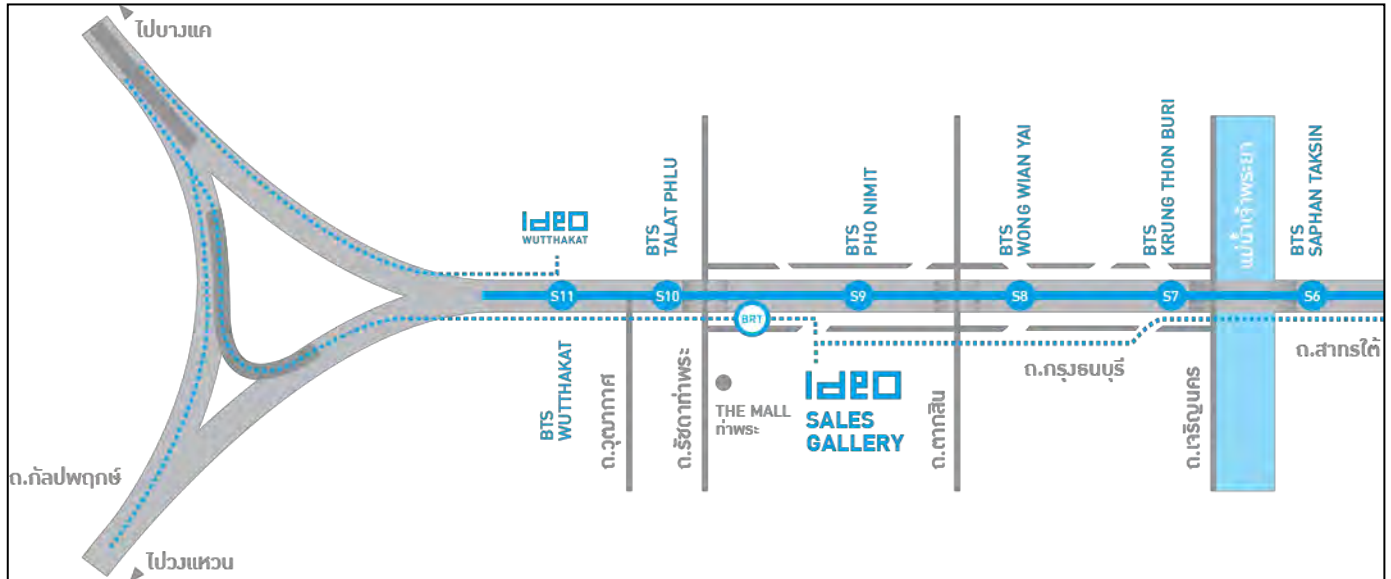 ไปบางแค
ideo
WUTTHAKAT
BTS
TALAT PHLU
BTS
PHO NIMIT
BTS
WONG WIAN YAI
BTS
KRUNG THON BURI
แม่น้ำเจ้าพระยา
BTS
SAPHAN TAKSIN
S11
S10
S9
S8
S7
S6
BRT
BTS
WUTTHAKAT
ถ.วุฒากาศ
ถ.รัชดาท่าพระ
THE MALL
ท่าพระ
ideo
SALES
GALLERY
ถ.ตากสิน
ถ.กรุงธนบุรี
ถ.เจริญนคร
ถ.สาทรใต้
ถ.กัลปพฤกษ์
ไปวงแหวน